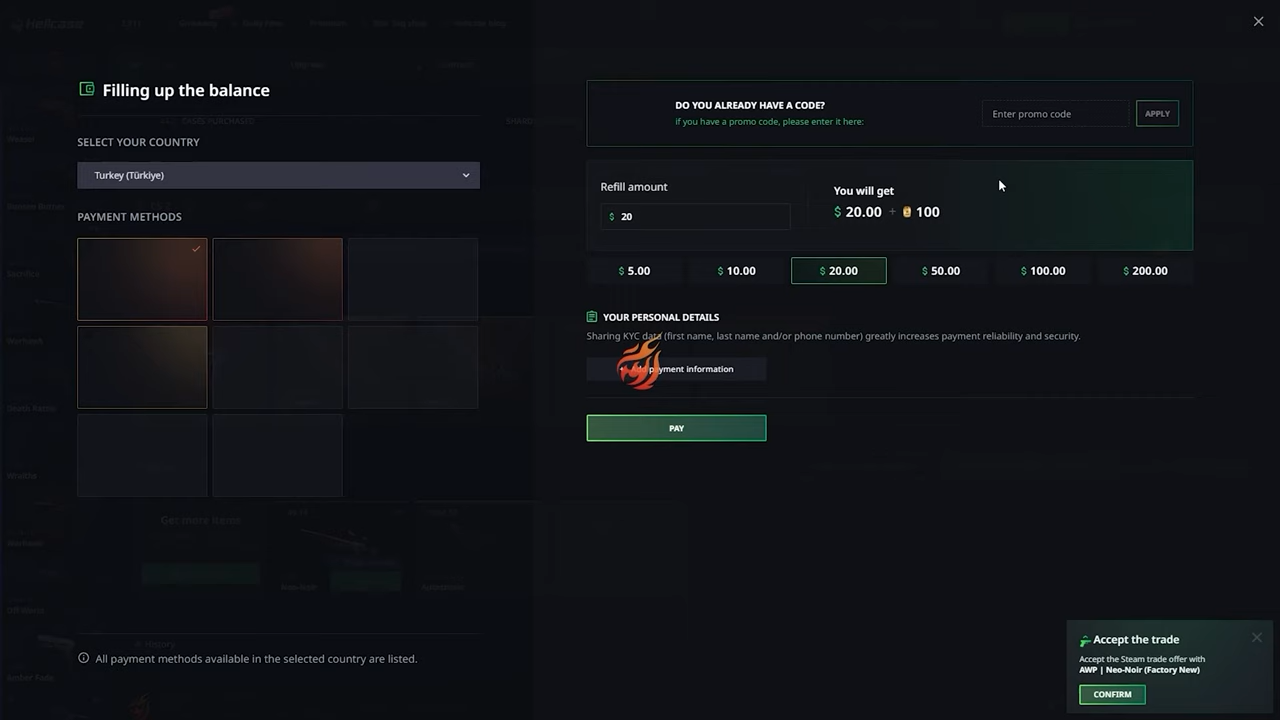 Filling up the balance
SELECT YOUR COUNTRY
Turkey (Türkiye)
PAYMENT METHODS
All payment methods available in the selected country are listed.
DO YOU ALREADY HAVE A CODE?
if you have a promo code, please enter it here:
Enter promo code
APPLY
Refill amount
$ 20
You will get
$ 20.00 + 100
$ 5.00
$ 10.00
$ 20.00
$ 50.00
$ 100.00
$ 200.00
YOUR PERSONAL DETAILS
Sharing KYC data (first name, last name and/or phone number) greatly increases payment reliability and security.
payment information
PAY
Get more items
History
Accept the trade
Accept the Steam trade offer with
AWP | Neo-Noir (Factory New)
CONFIRM